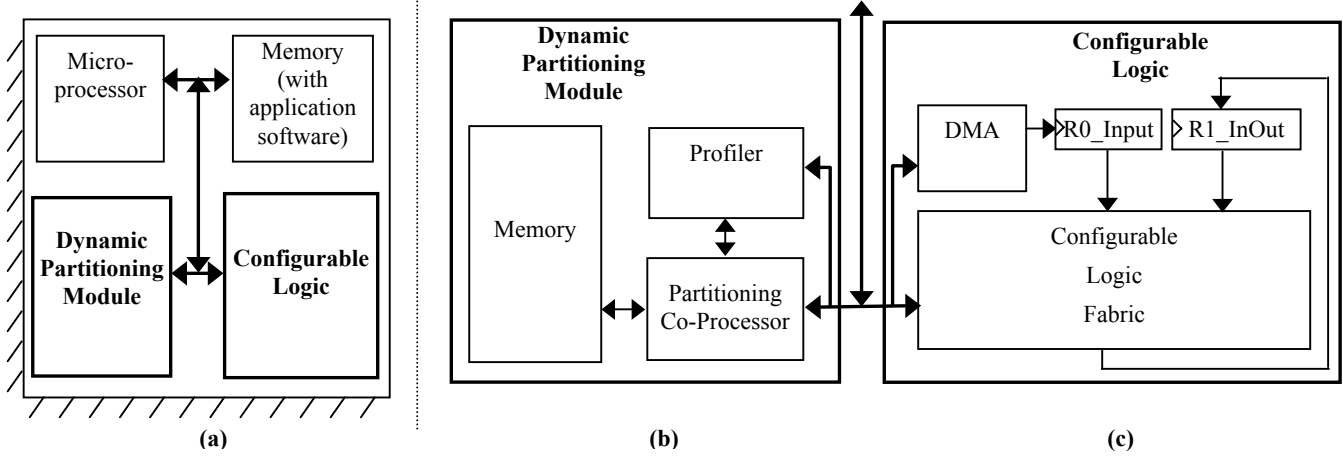 Micro-
processor
Memory
(with
application
software)
Dynamic
Partitioning
Module
Configurable
Logic
(a)
Dynamic
Partitioning
Module
Memory
Profiler
Partitioning
Co-Processor
(b)
Configurable
Logic
DMA
R0_Input
R1_InOut
Configurable
Logic
Fabric
(c)